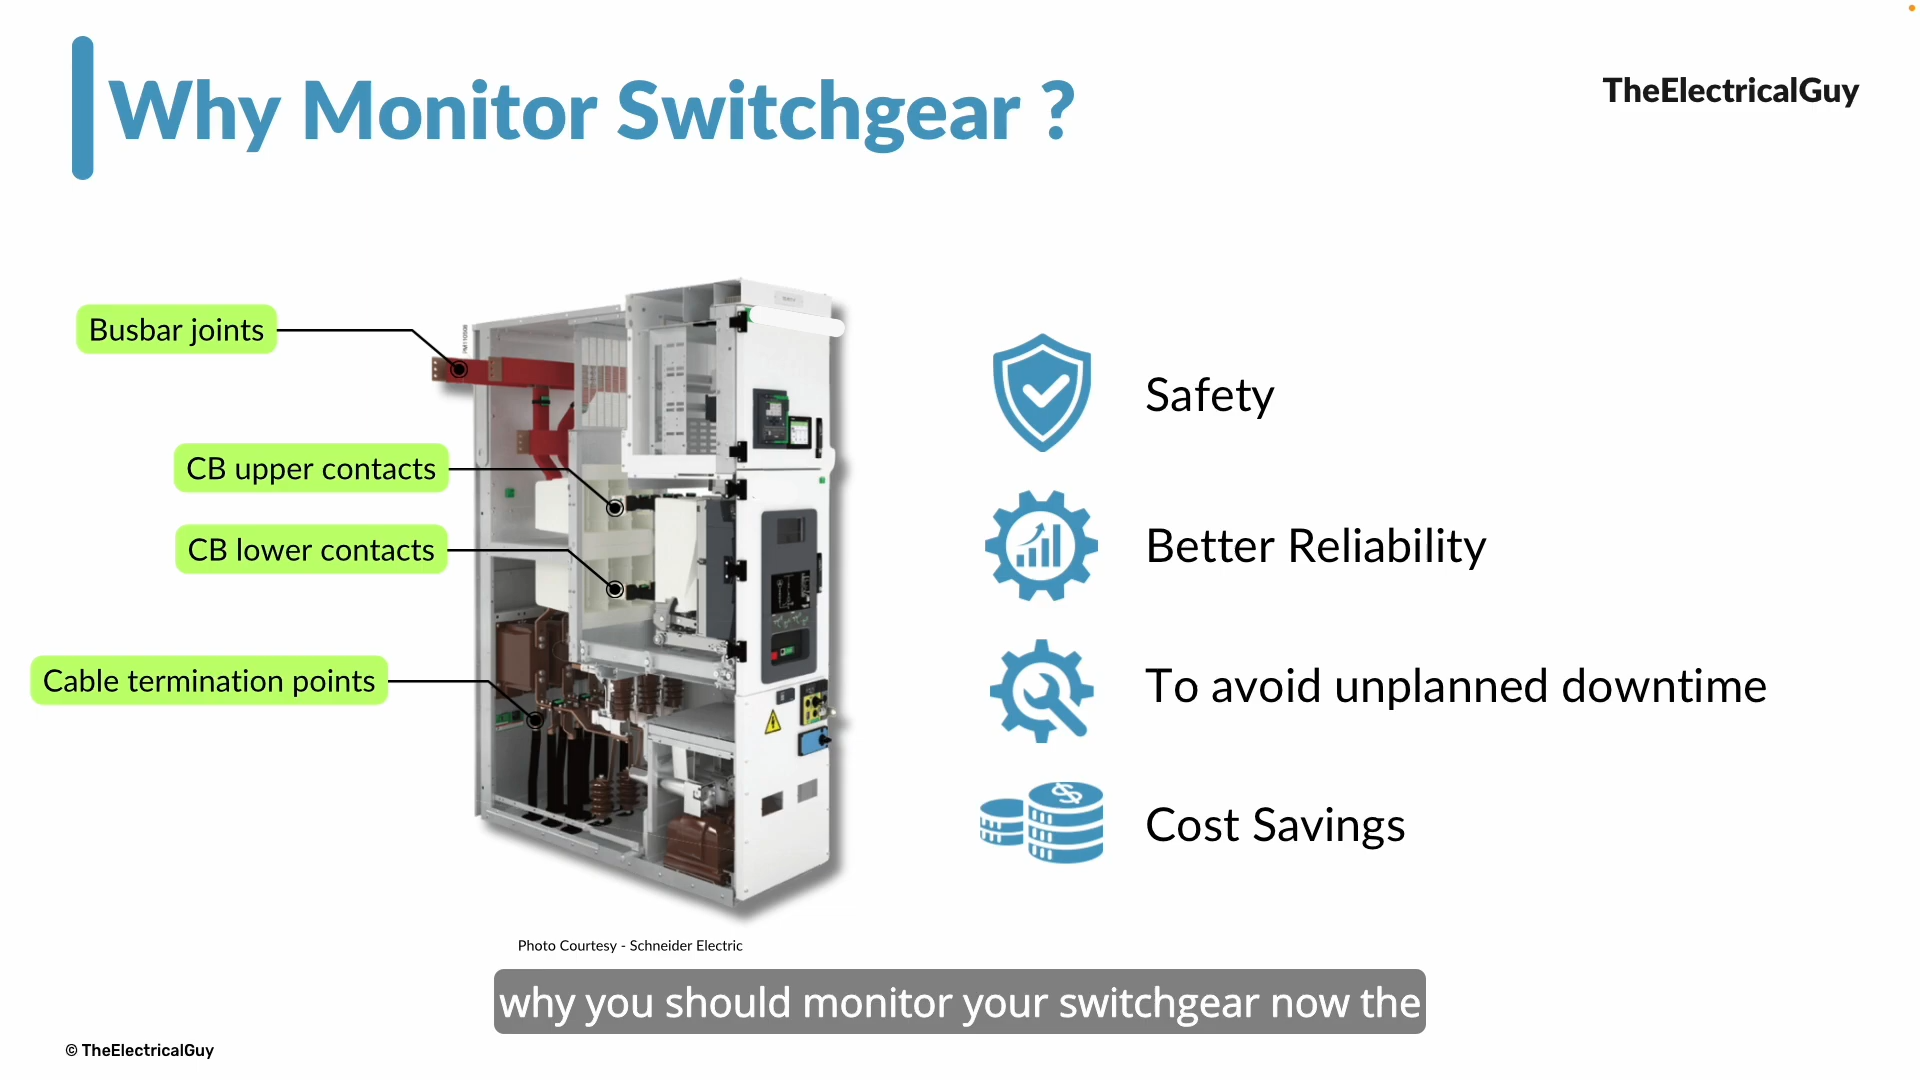 Why Monitor Switchgear ?
TheElectricalGuy
Busbar joints
CB upper contacts
CB lower contacts
Cable termination points
Safety
Better Reliability
To avoid unplanned downtime
Cost Savings
Photo Courtesy - Schneider Electric
why you should monitor your switchgear now the
© TheElectricalGuy